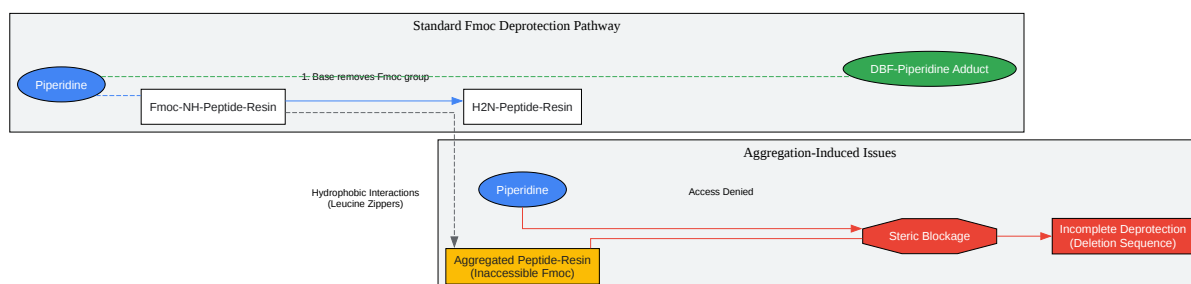 Standard Fmoc Deprotection Pathway
Piperidine
1. Base removes Fmoc group
DBF-Piperidine Adduct
Fmoc-NH-Peptide-Resin
H2N-Peptide-Resin
Aggregation-Induced Issues
Hydrophobic Interactions
(Leucine Zippers)
Piperidine
Access Denied
Steric Blockage
Incomplete Deprotection
(Deletion Sequence)
Aggregated Peptide-Resin
(Inaccessible Fmoc)